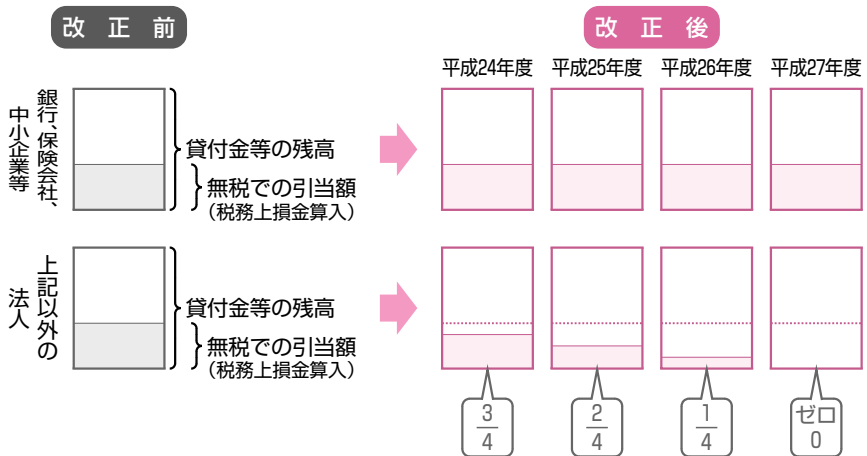 改正前
改正後
平成24年度
平成25年度
平成26年度
平成27年度
銀行、保険会社、
中小企業等
貸付金等の残高
無税での引当額
（税務上損金算入）
上記以外の
法人
貸付金等の残高
無税での引当額
（税務上損金算入）
3
4
2
4
1
4
ゼロ
0